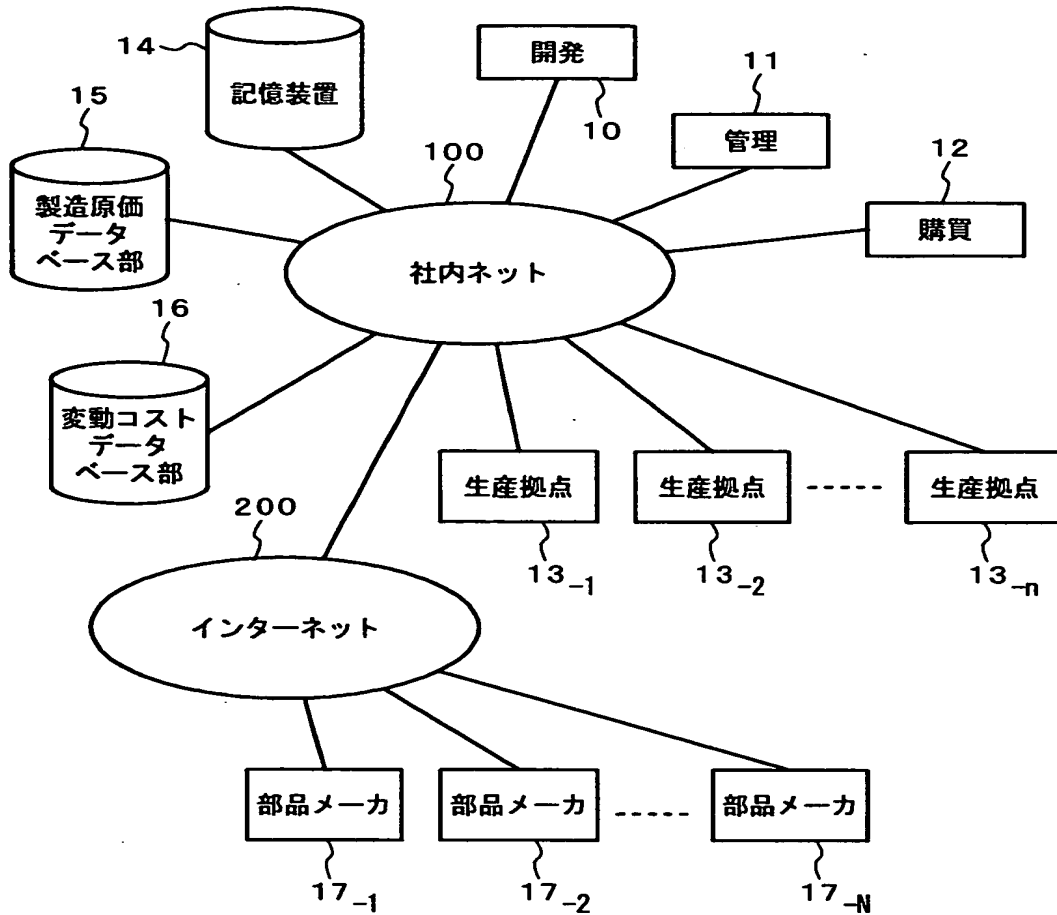 14
記憶装置
開発
10
11
管理
12
購買
15
製造原価
データ
ベース部
100
社内ネット
16
変動コスト
データ
ベース部
生産拠点
生産拠点
-----
生産拠点
13-1
13-2
13-n
200
インターネット
部品メーカ
部品メーカ
-----
部品メーカ
17-1
17-2
17-N